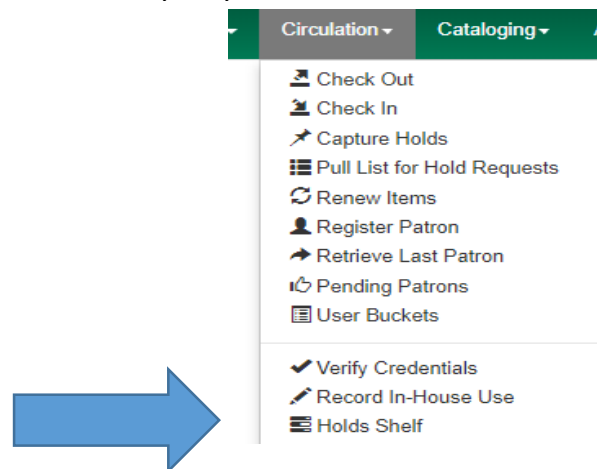 Circulation Cataloging
Check Out
Check In
Capture Holds
Pull List for Hold Requests
Renew Items
Register Patron
Retrieve Last Patron
Pending Patrons
User Buckets
Verify Credentials
Record In-House Use
Holds Shelf